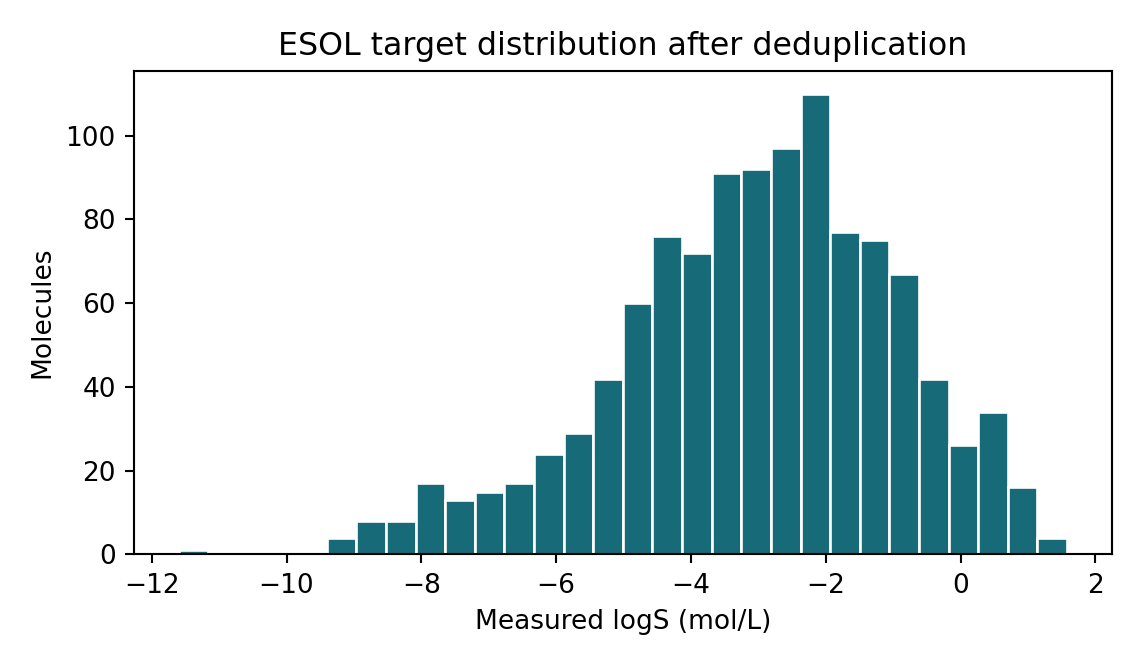 ESOL target distribution after deduplication
100
80
60
40
20
0
Molecules
−12 −10 −8 −6 −4 −2 0 2
Measured logS (mol/L)